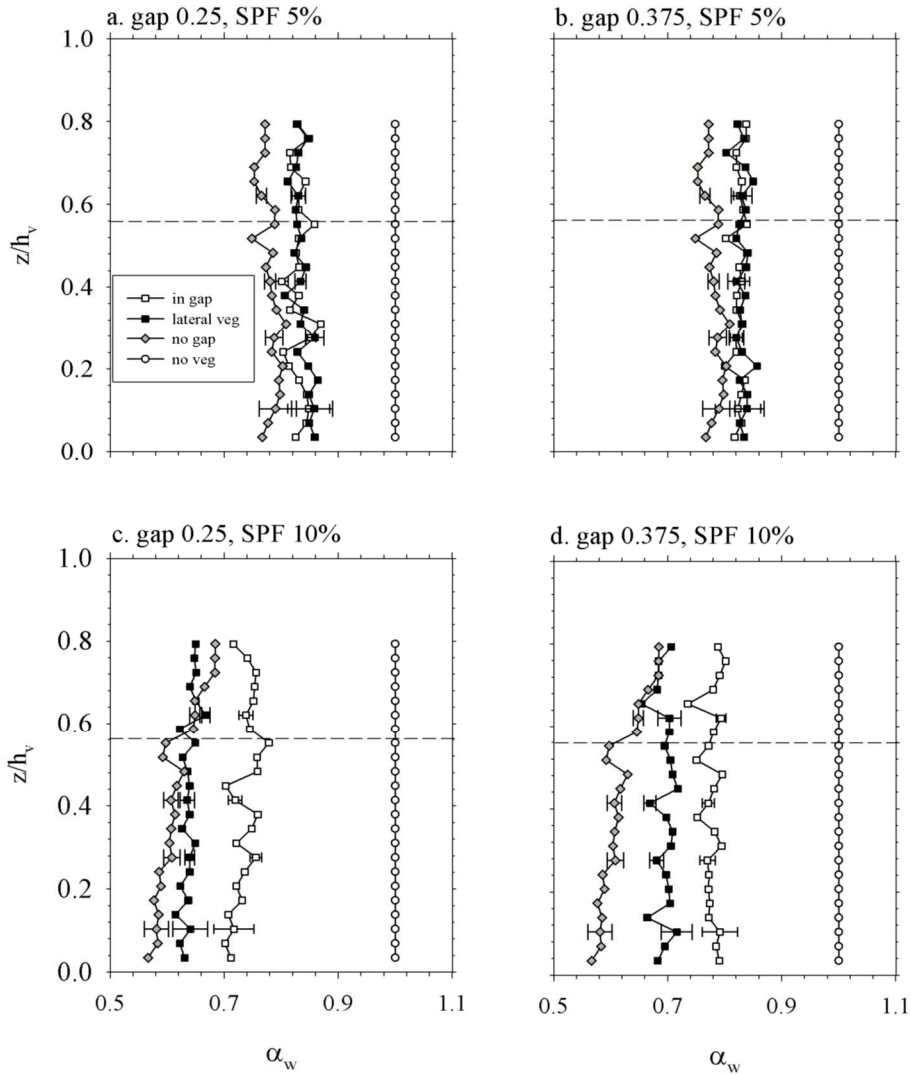 a. gap 0.25, SPF 5%
b. gap 0.375, SPF 5%
1.0
0.8
0.6
0.4
0.2
0.0
z/hv
in gap
lateral veg
no gap
no veg
c. gap 0.25, SPF 10%
d. gap 0.375, SPF 10%
1.0
0.8
0.6
0.4
0.2
0.0
z/hv
0.5 0.7 0.9 1.1
0.5 0.7 0.9 1.1
αw
αw